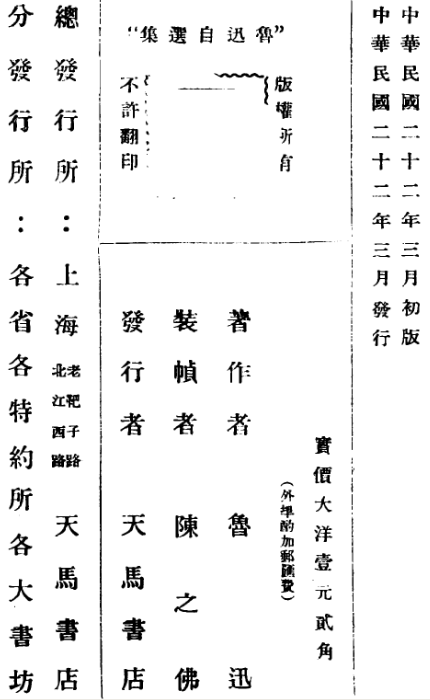 中華民國二十二年三月初版
中華民國二十二年三月發行
實價大洋壹元貳角
（外埠酌加郵匯費）
“魯迅自選集”
版權所有
不許翻印
著作者 魯迅
裝幀者 陳之佛
發行者 天馬書店
總發行所：上海老靶子路北江西路 天馬書店
分發行所：各省各特約所各大書坊